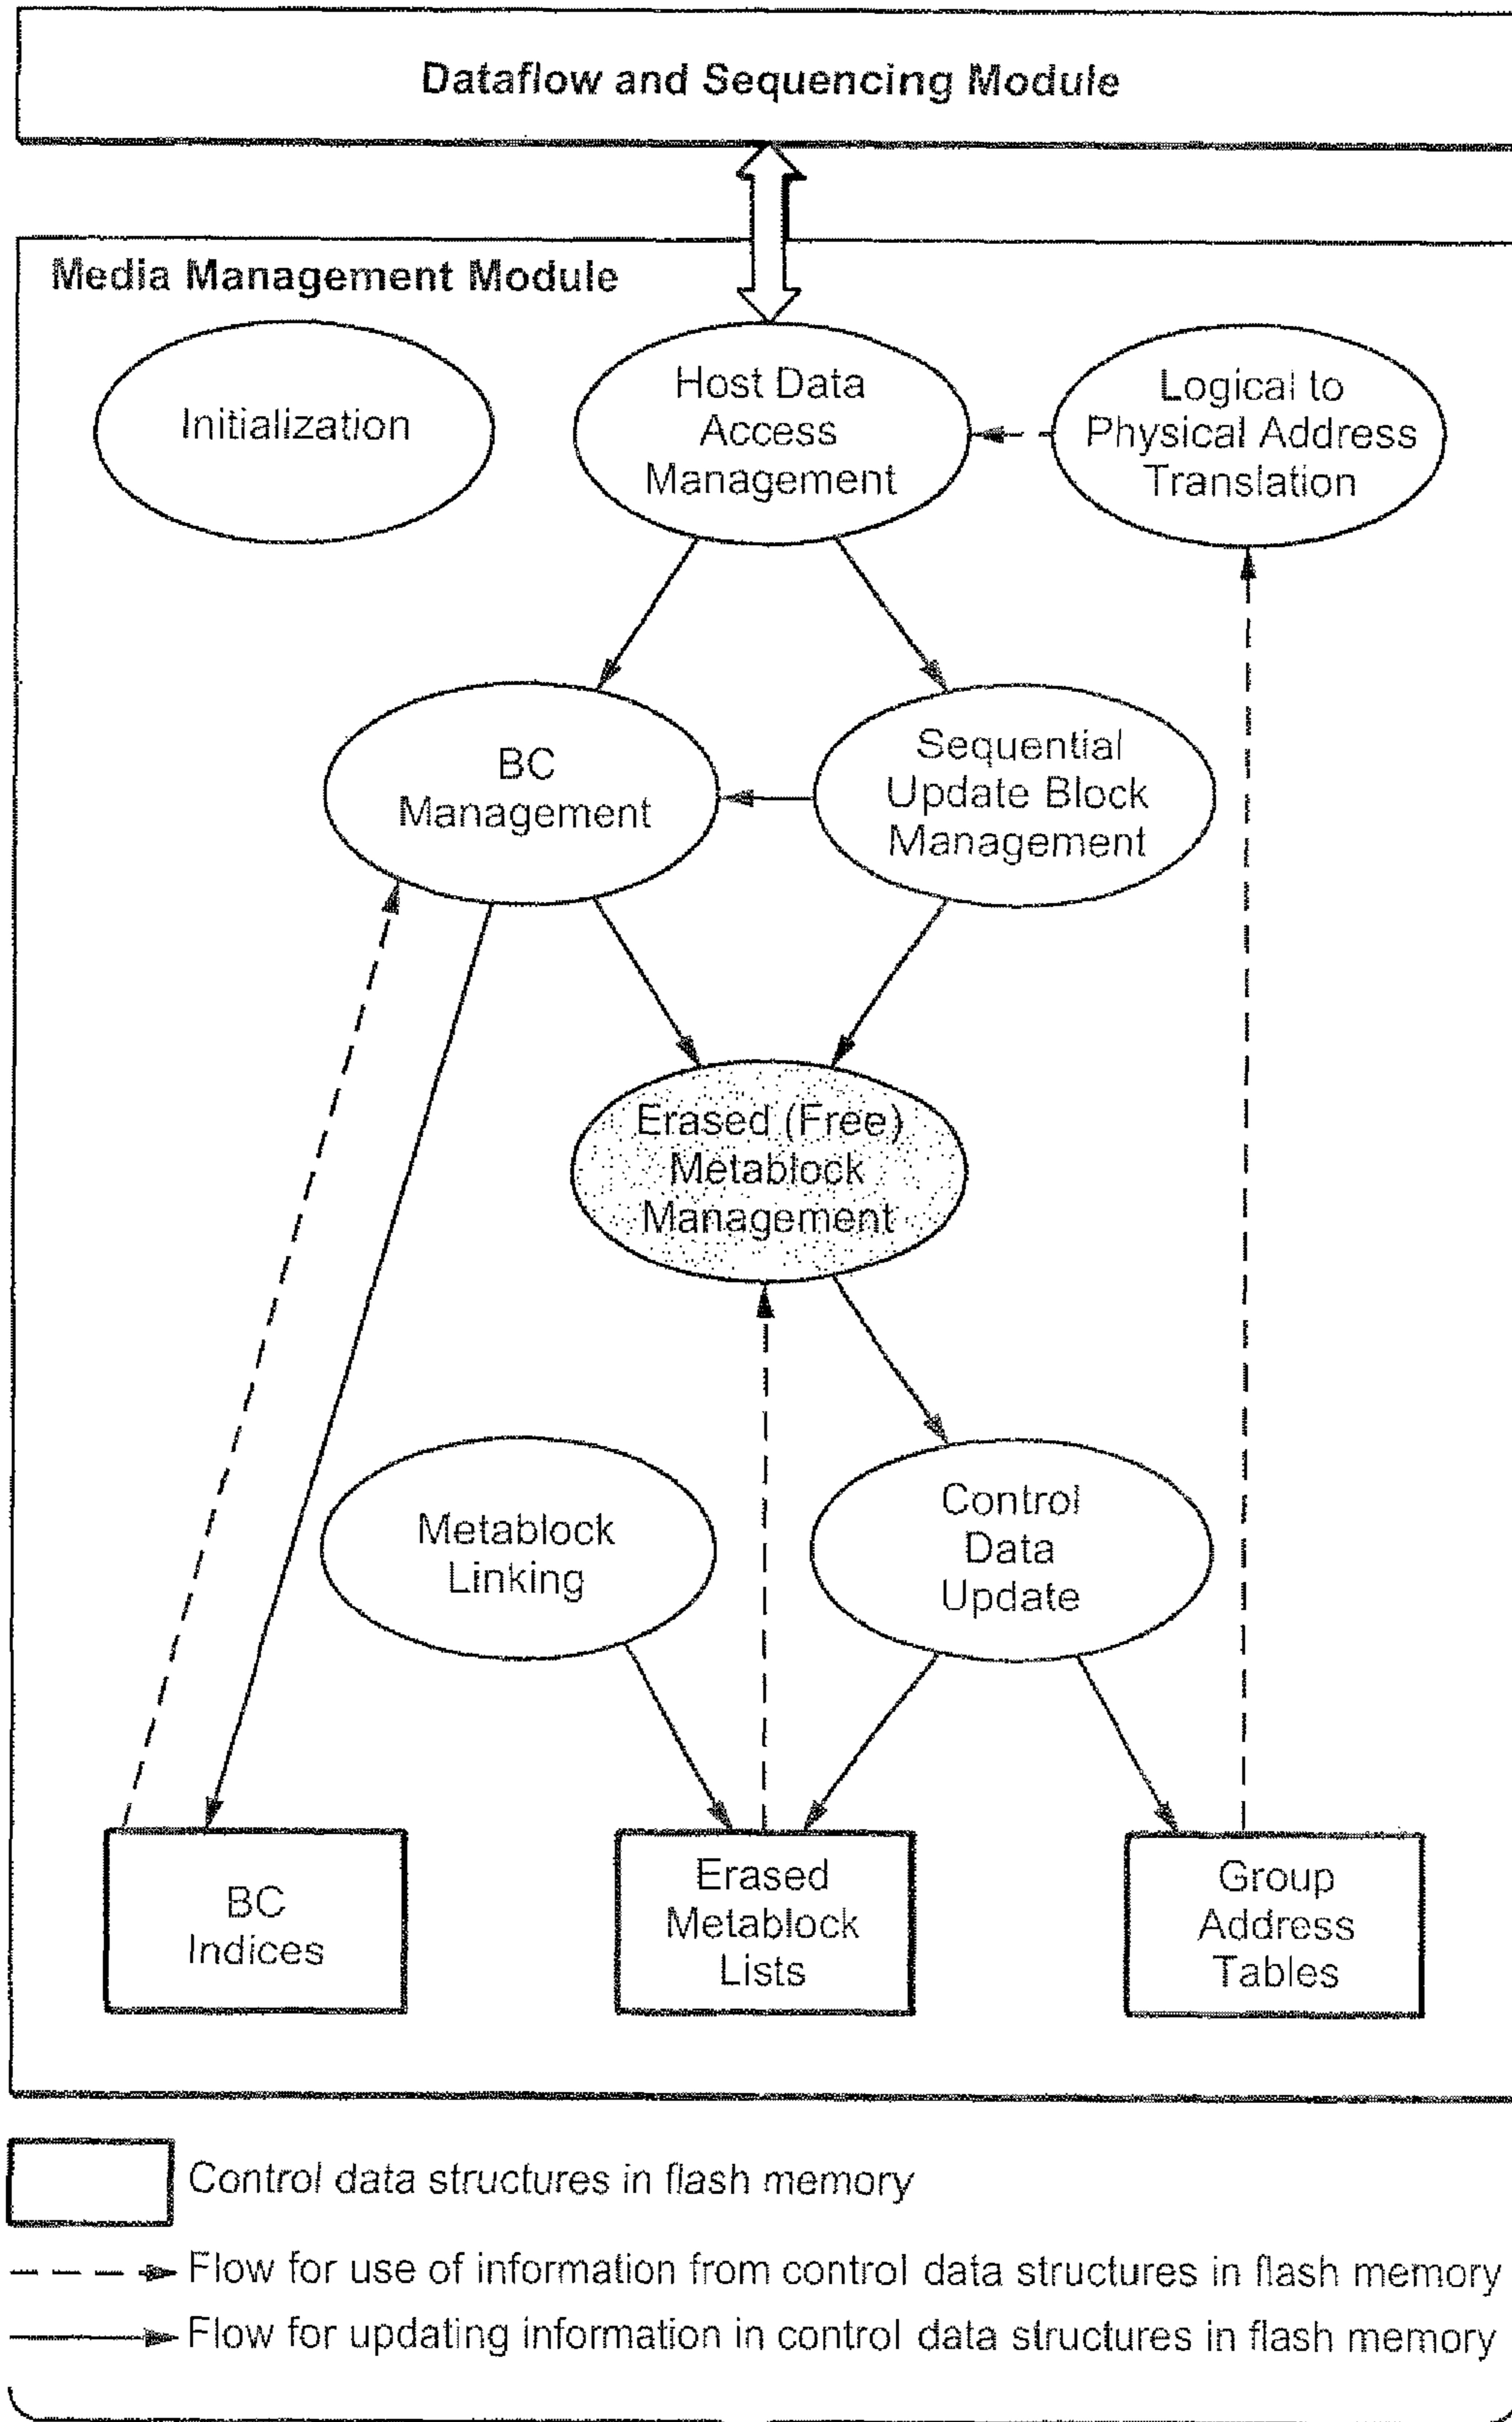 Dataflow and Sequencing Module
Media Management Module
Initialization
Host Data
Access
Management
Logical to
Physical Address
Translation
BC
Management
Sequential
Update Block
Management
Erased (Free)
Metablock
Management
Metablock
Linking
Control
Data
Update
BC
Indices
Erased
Metablock
Lists
Group
Address
Tables
Control data structures in flash memory
Flow for use of information from control data structures in flash memory
Flow for updating information in control data structures in flash memory